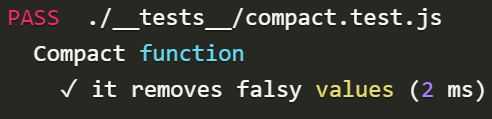 PASS ./__tests__/compact.test.js
Compact function
✓ it removes falsy values (2 ms)